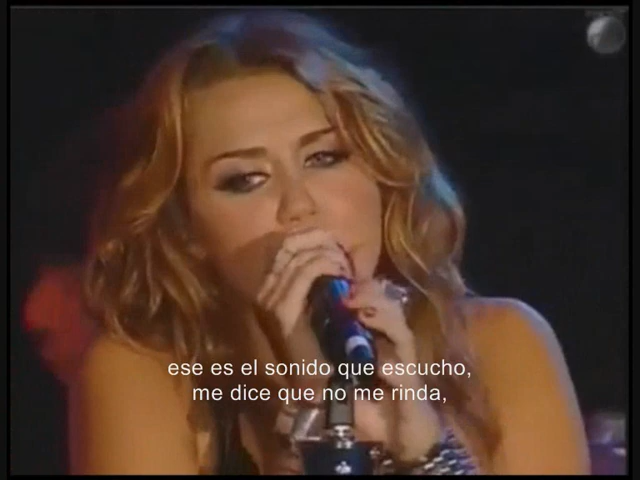 ese es el sonido que escucho,
me dice que no me rinda,